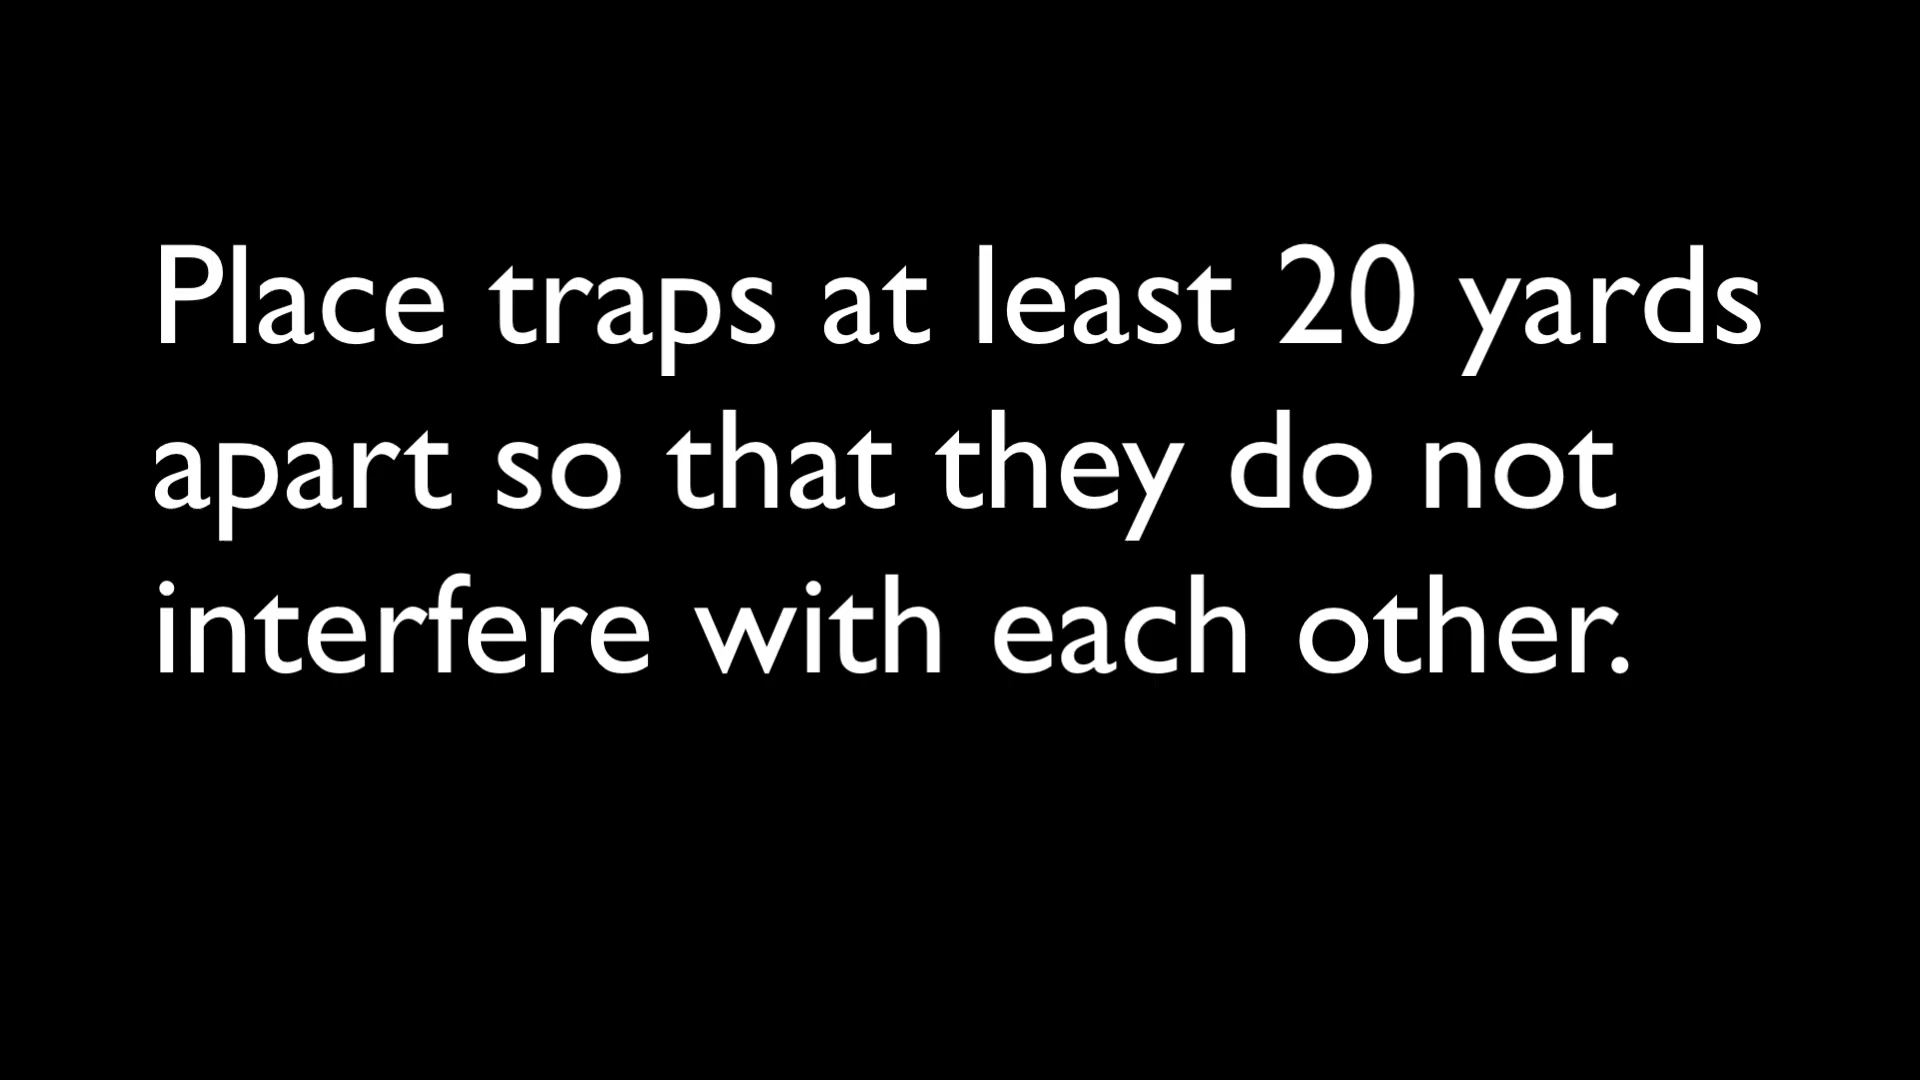 Place traps at least 20 yards
apart so that they do not
interfere with each other.